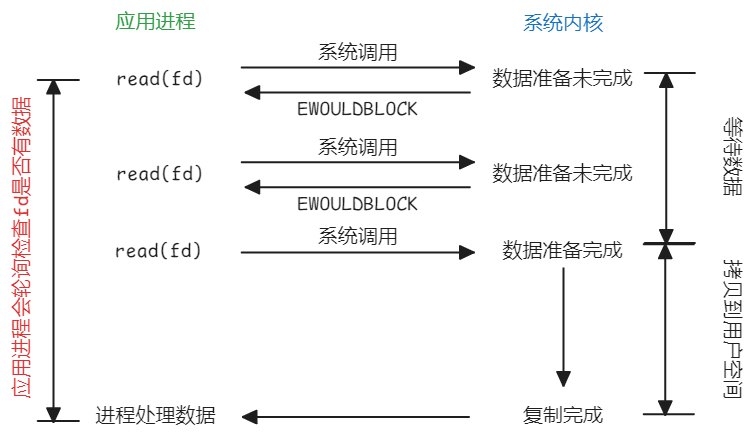 应用进程
系统内核
系统调用
read(fd)
数据准备未完成
EWOULDBLOCK
系统调用
read(fd)
数据准备未完成
EWOULDBLOCK
系统调用
read(fd)
数据准备完成
进程处理数据
复制完成
应用进程会轮询检查fd是否有数据
等待数据
拷贝到用户空间